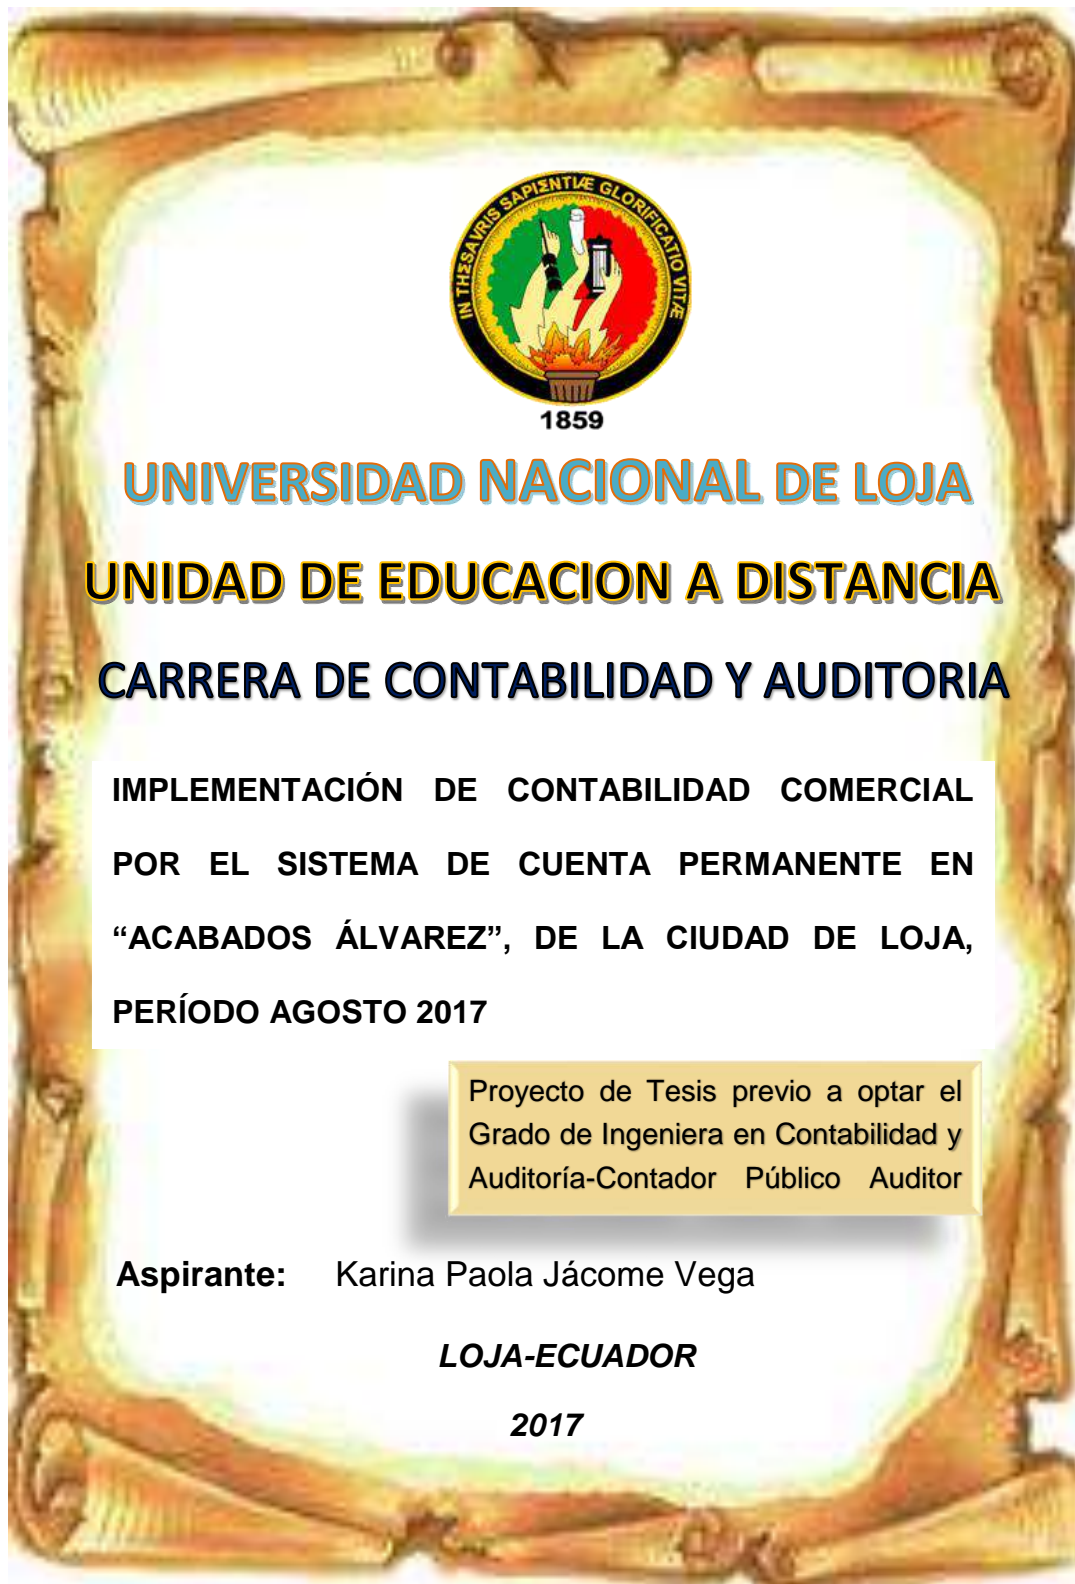 IN THΣSAVRIS SAPIΣNTIÆ GLORIFICATIO VITÆ
1859
UNIVERSIDAD NACIONAL DE LOJA
UNIDAD DE EDUCACION A DISTANCIA
CARRERA DE CONTABILIDAD Y AUDITORIA
IMPLEMENTACIÓN DE CONTABILIDAD COMERCIAL
POR EL SISTEMA DE CUENTA PERMANENTE EN
“ACABADOS ÁLVAREZ”, DE LA CIUDAD DE LOJA,
PERÍODO AGOSTO 2017
Proyecto de Tesis previo a optar el
Grado de Ingeniera en Contabilidad y
Auditoría-Contador Público Auditor
Aspirante: Karina Paola Jácome Vega
LOJA-ECUADOR
2017